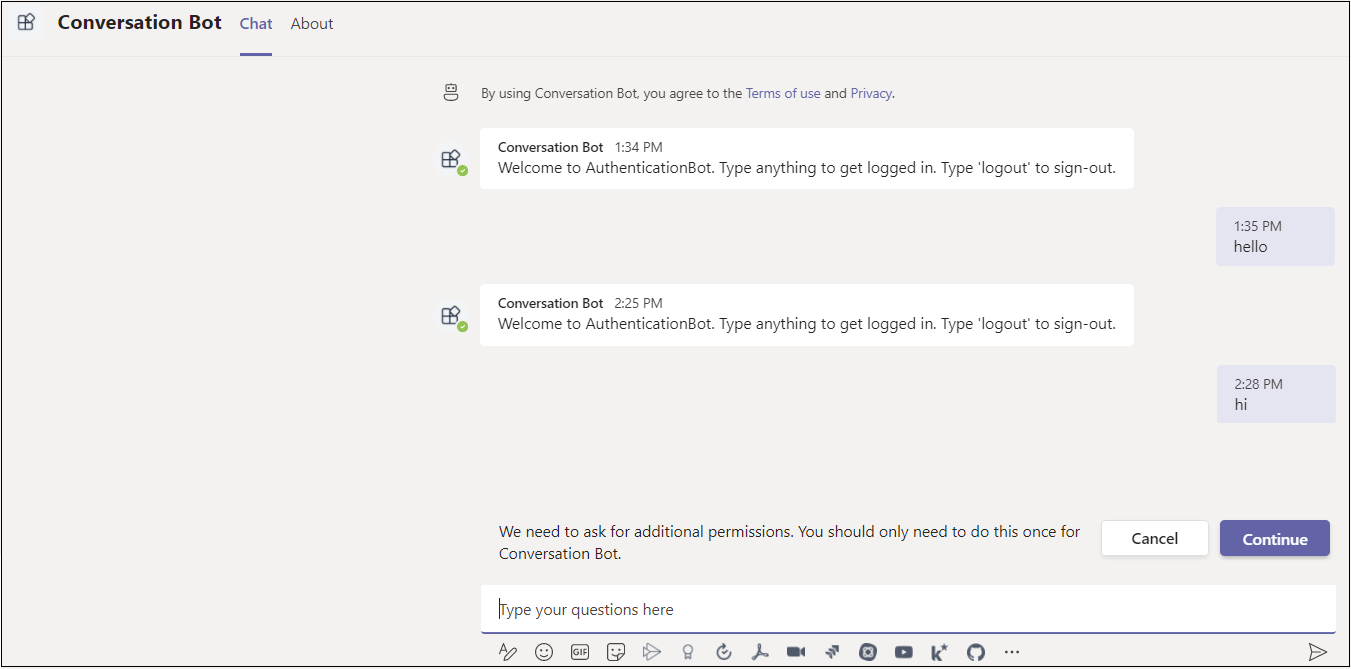 Conversation Bot Chat About
By using Conversation Bot, you agree to the Terms of use and Privacy.
Conversation Bot 1:34 PM
Welcome to AuthenticationBot. Type anything to get logged in. Type 'logout' to sign-out.
1:35 PM
hello
Conversation Bot 2:25 PM
Welcome to AuthenticationBot. Type anything to get logged in. Type 'logout' to sign-out.
2:28 PM
hi
We need to ask for additional permissions. You should only need to do this once for
Conversation Bot.
Cancel Continue
Type your questions here
GIF